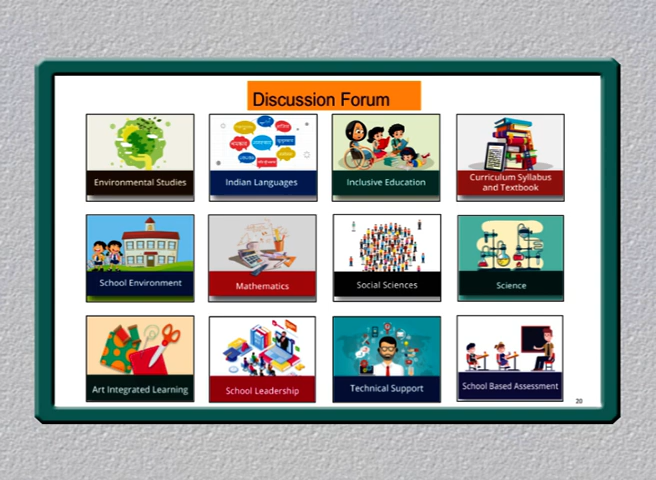 Discussion Forum
Environmental Studies
Indian Languages
Inclusive Education
Curriculum Syllabus
and Textbook
School Environment
Mathematics
Social Sciences
Science
Art Integrated Learning
School Leadership
Technical Support
School Based Assessment
20